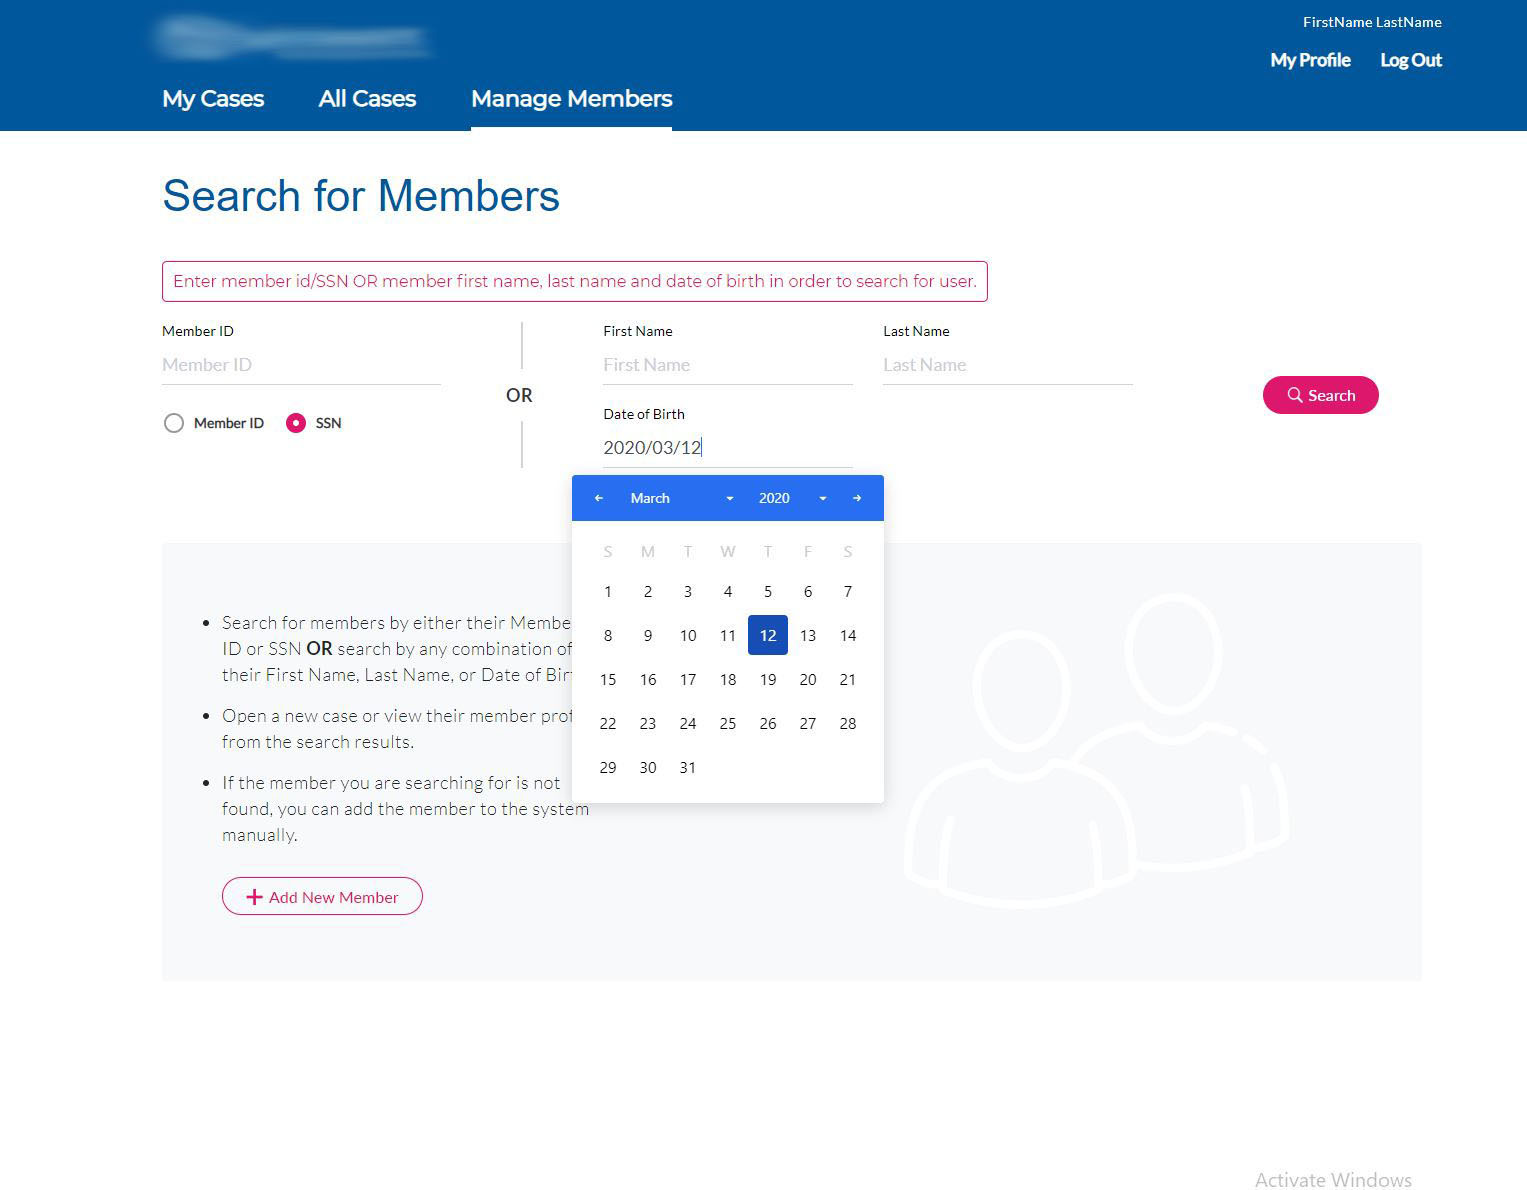 FirstName LastName
My Profile Log Out
My Cases All Cases Manage Members
Search for Members
Enter member id/SSN OR member first name, last name and date of birth in order to search for user.
Member ID
Member ID
Member ID SSN
OR
First Name
First Name
Last Name
Last Name
Date of Birth
2020/03/12
Search
March 2020
S M T W T F S
1 2 3 4 5 6 7
8 9 10 11 12 13 14
15 16 17 18 19 20 21
22 23 24 25 26 27 28
29 30 31
Search for members by either their Membe
ID or SSN OR search by any combination of
their First Name, Last Name, or Date of Bir
Open a new case or view their member prof
from the search results.
If the member you are searching for is not
found, you can add the member to the system
manually.
Add New Member
Activate Windows